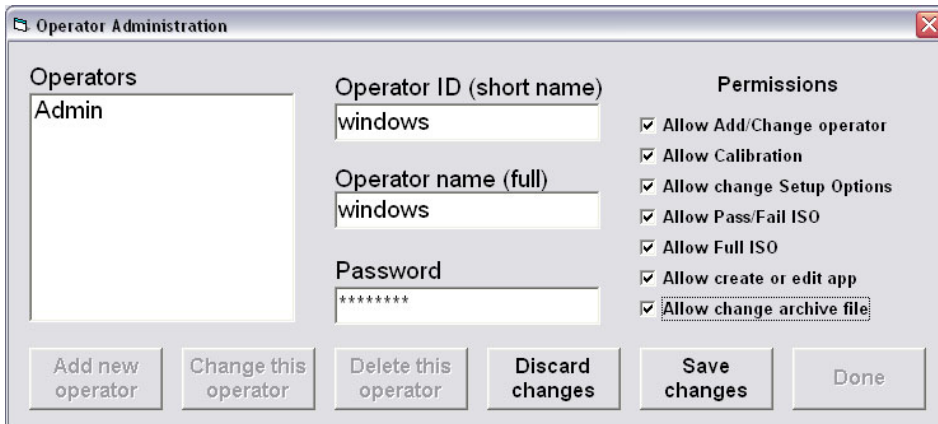 Operator Administration
Operators
Admin
Operator ID (short name)
windows
Operator name (full)
windows
Password
********
Permissions
Allow Add/Change operator
Allow Calibration
Allow change Setup Options
Allow Pass/Fail ISO
Allow Full ISO
Allow create or edit app
Allow change archive file
Add new
operator
Change this
operator
Delete this
operator
Discard
changes
Save
changes
Done